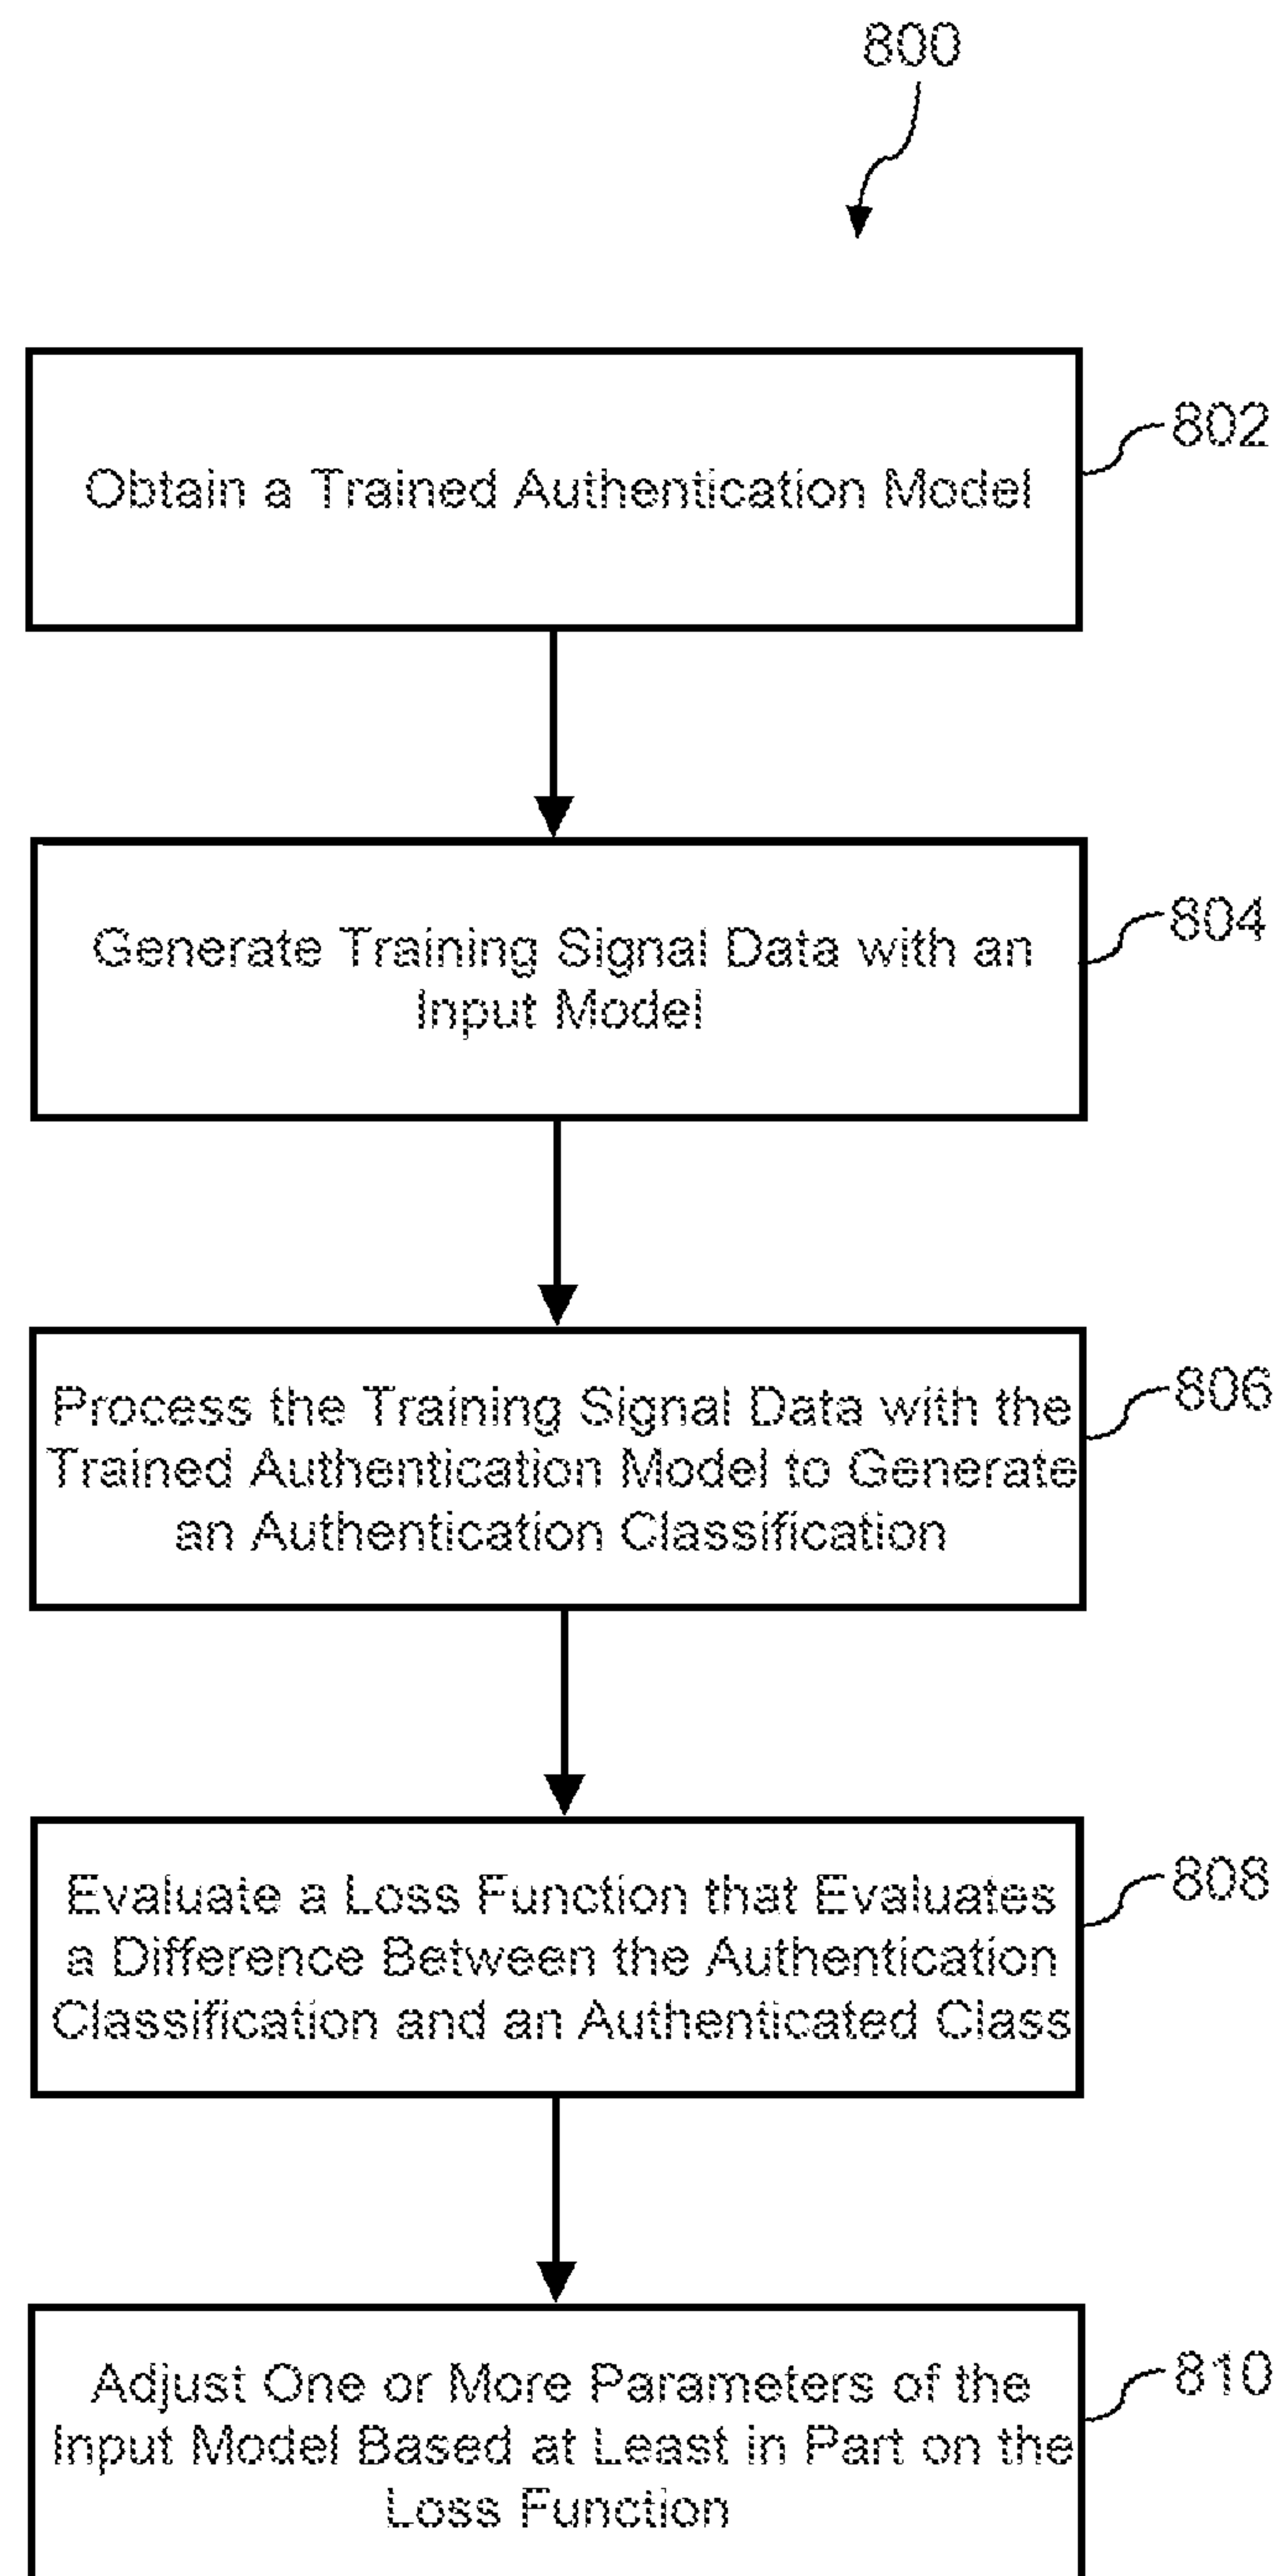 800
Obtain a Trained Authentication Model
802
Generate Training Signal Data with an
Input Model
804
Process the Training Signal Data with the
Trained Authentication Model to Generate
an Authentication Classification
806
Evaluate a Loss Function that Evaluates
a Difference Between the Authentication
Classification and an Authenticated Class
808
Adjust One or More Parameters of the
Input Model Based at Least in Part on the
Loss Function
810